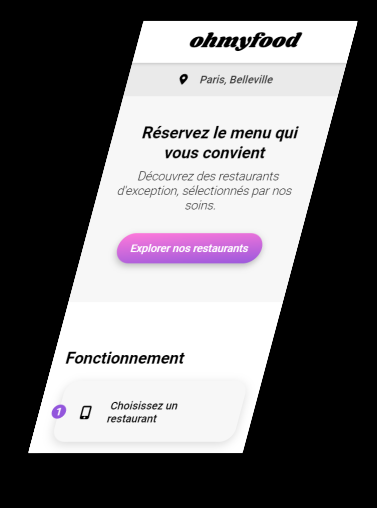 ohmyfood
Paris, Belleville
Réservez le menu qui
vous convient
Découvrez des restaurants
d'exception, sélectionnés par nos
soins.
Explorer nos restaurants
Fonctionnement
1
Choisissez un
restaurant